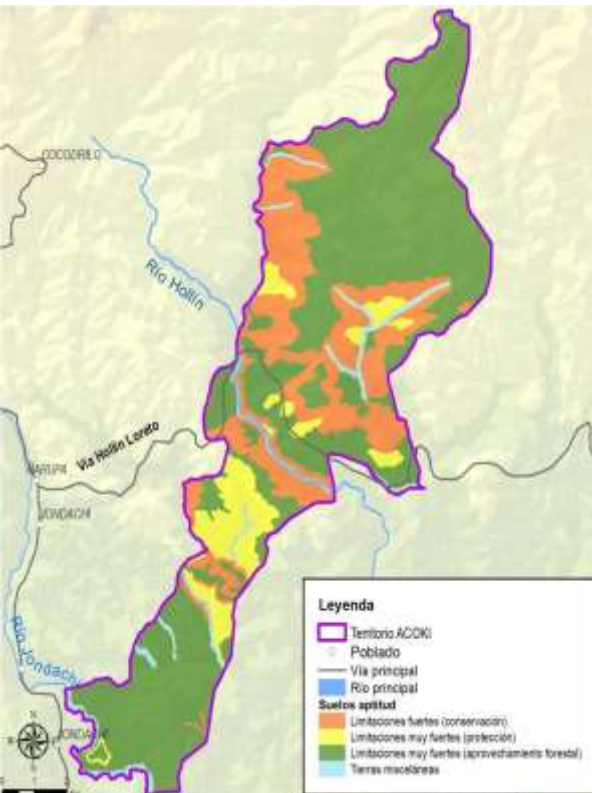 COCODRILO
Río Hollín
Vía Hollín Loreto
NARUPA
JONDACHI
Río Jondachi
Leyenda
Territorio ACOKI
Poblado
Vía principal
Río principal
Suelos aptitud
Limitaciones fuertes (conservación)
Limitaciones muy fuertes (protección)
Limitaciones muy fuertes (aprovechamiento forestal)
Tierras misceláneas